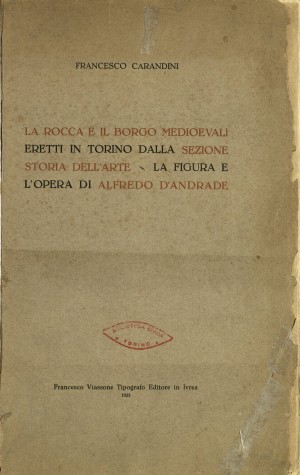 FRANCESCO CARANDINI
LA ROCCA E IL BORGO MEDIOEVALI
ERETTI IN TORINO DALLA SEZIONE
STORIA DELL'ARTE ~ LA FIGURA E
L'OPERA DI ALFREDO D'ANDRADE
BIBLIOTECA CIVICA
TORINO
Francesco Viassone Tipografo Editore in Ivrea